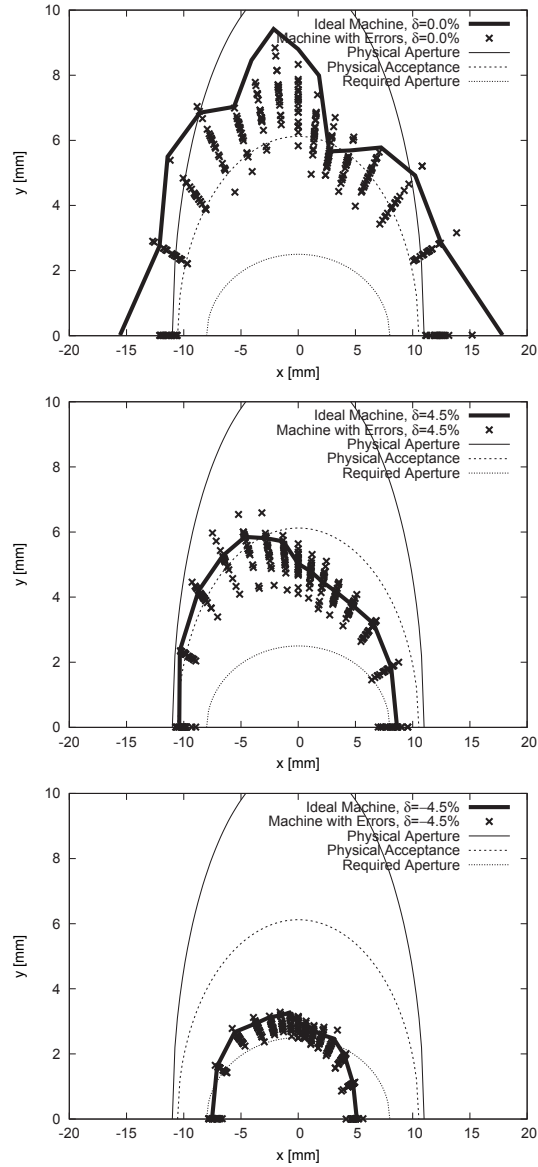 Ideal Machine, δ=0.0%
Machine with Errors, δ=0.0%
Physical Aperture
Physical Acceptance
Required Aperture
10
8
6
4
2
0
y [mm]
-20 -15 -10 -5 0 5 10 15 20
x [mm]
Ideal Machine, δ=4.5%
Machine with Errors, δ=4.5%
Physical Aperture
Physical Acceptance
Required Aperture
10
8
6
4
2
0
y [mm]
-20 -15 -10 -5 0 5 10 15 20
x [mm]
Ideal Machine, δ=−4.5%
Machine with Errors, δ=−4.5%
Physical Aperture
Physical Acceptance
Required Aperture
10
8
6
4
2
0
y [mm]
-20 -15 -10 -5 0 5 10 15 20
x [mm]